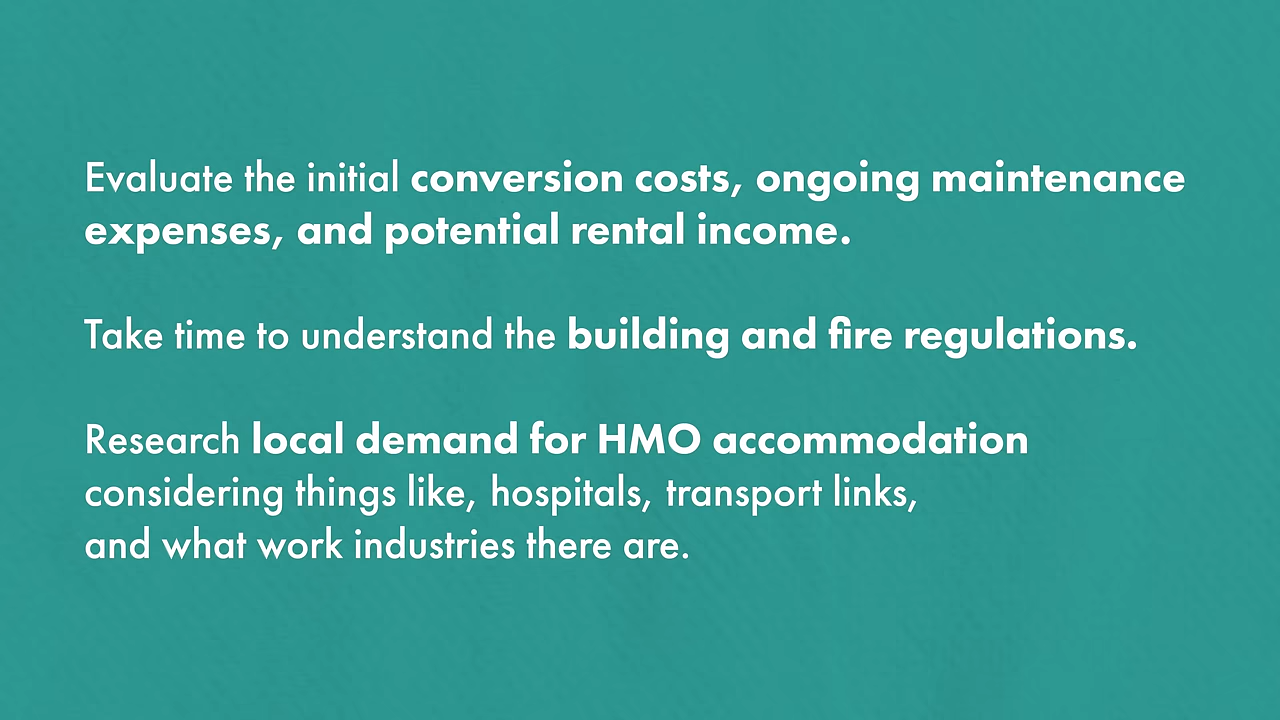 Evaluate the initial conversion costs, ongoing maintenance
expenses, and potential rental income.
Take time to understand the building and fire regulations.
Research local demand for HMO accommodation
considering things like, hospitals, transport links,
and what work industries there are.